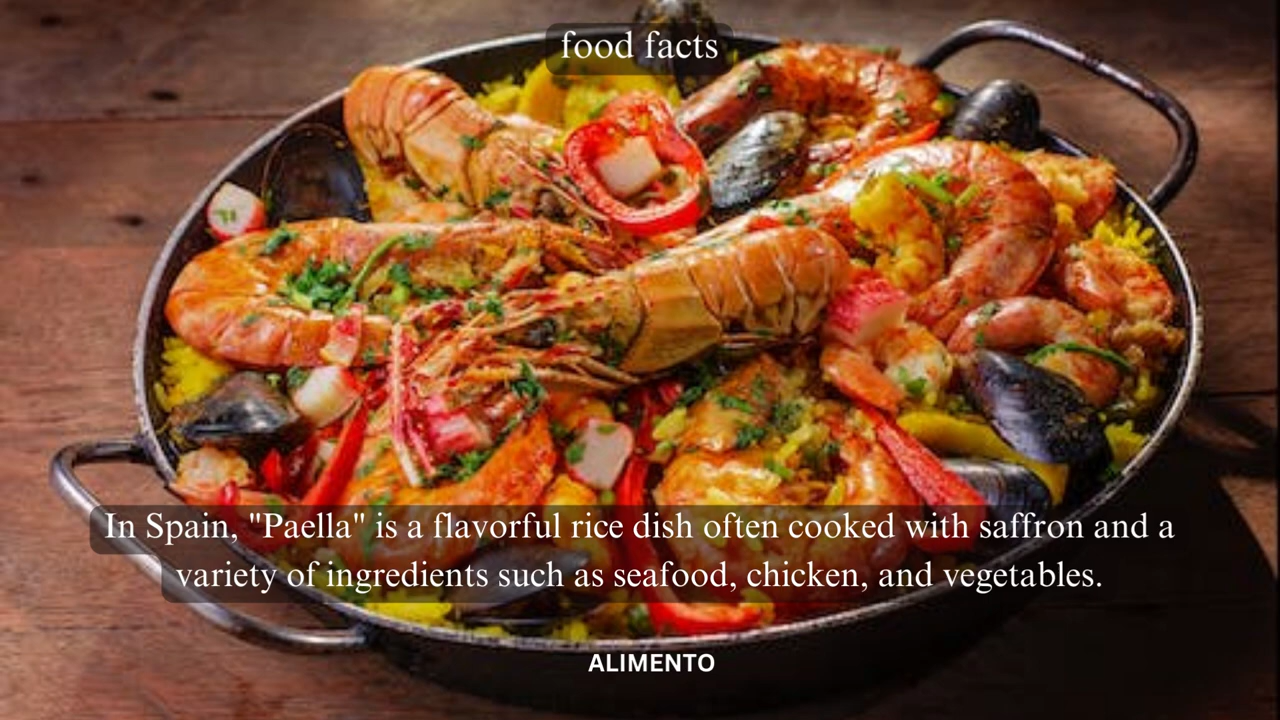 food facts
In Spain, "Paella" is a flavorful rice dish often cooked with saffron and a
variety of ingredients such as seafood, chicken, and vegetables.
ALIMENTO